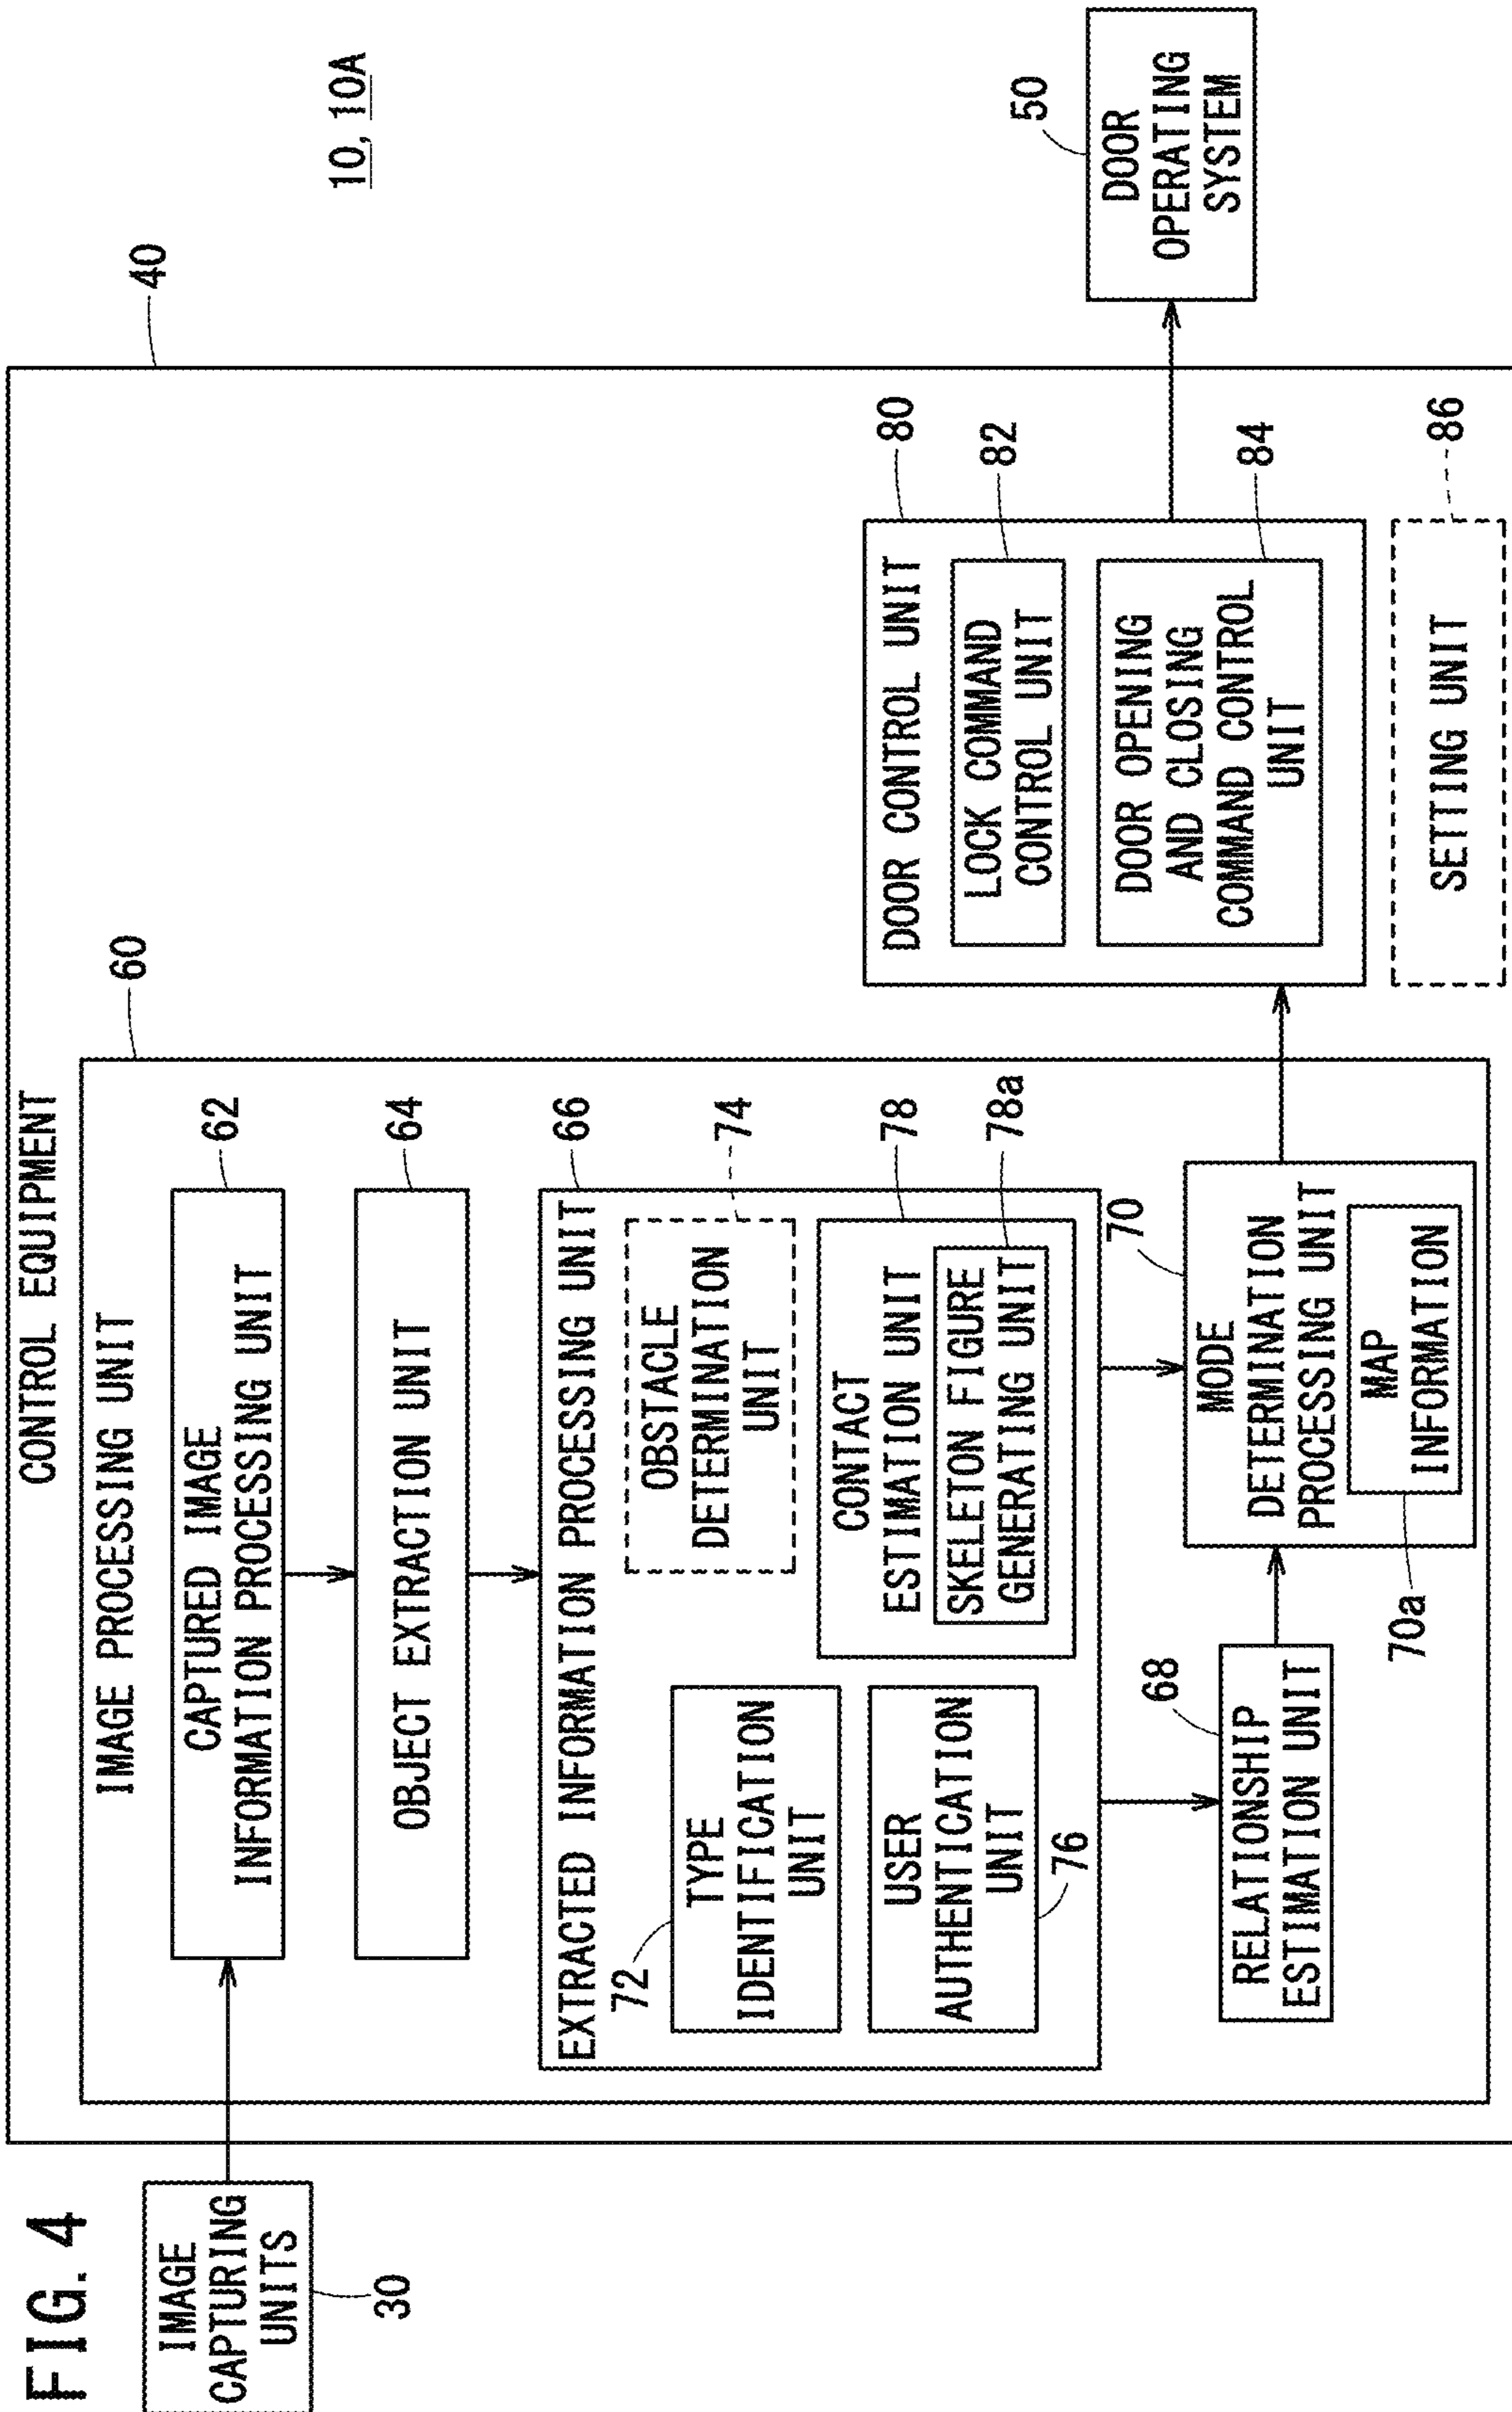 FIG. 4
10, 10A
IMAGE
CAPTURING
UNITS
30
CONTROL EQUIPMENT
40
IMAGE PROCESSING UNIT
60
CAPTURED IMAGE
INFORMATION PROCESSING UNIT
62
OBJECT EXTRACTION UNIT
64
EXTRACTED INFORMATION PROCESSING UNIT
66
72
TYPE
IDENTIFICATION
UNIT
OBSTACLE
DETERMINATION
UNIT
74
USER
AUTHENTICATION
UNIT
76
CONTACT
ESTIMATION UNIT
78
SKELETON FIGURE
GENERATING UNIT
78a
RELATIONSHIP
ESTIMATION UNIT
68
MODE
DETERMINATION
PROCESSING UNIT
70
MAP
INFORMATION
70a
DOOR CONTROL UNIT
80
LOCK COMMAND
CONTROL UNIT
82
DOOR OPENING
AND CLOSING
COMMAND CONTROL
UNIT
84
SETTING UNIT
86
DOOR
OPERATING
SYSTEM
50